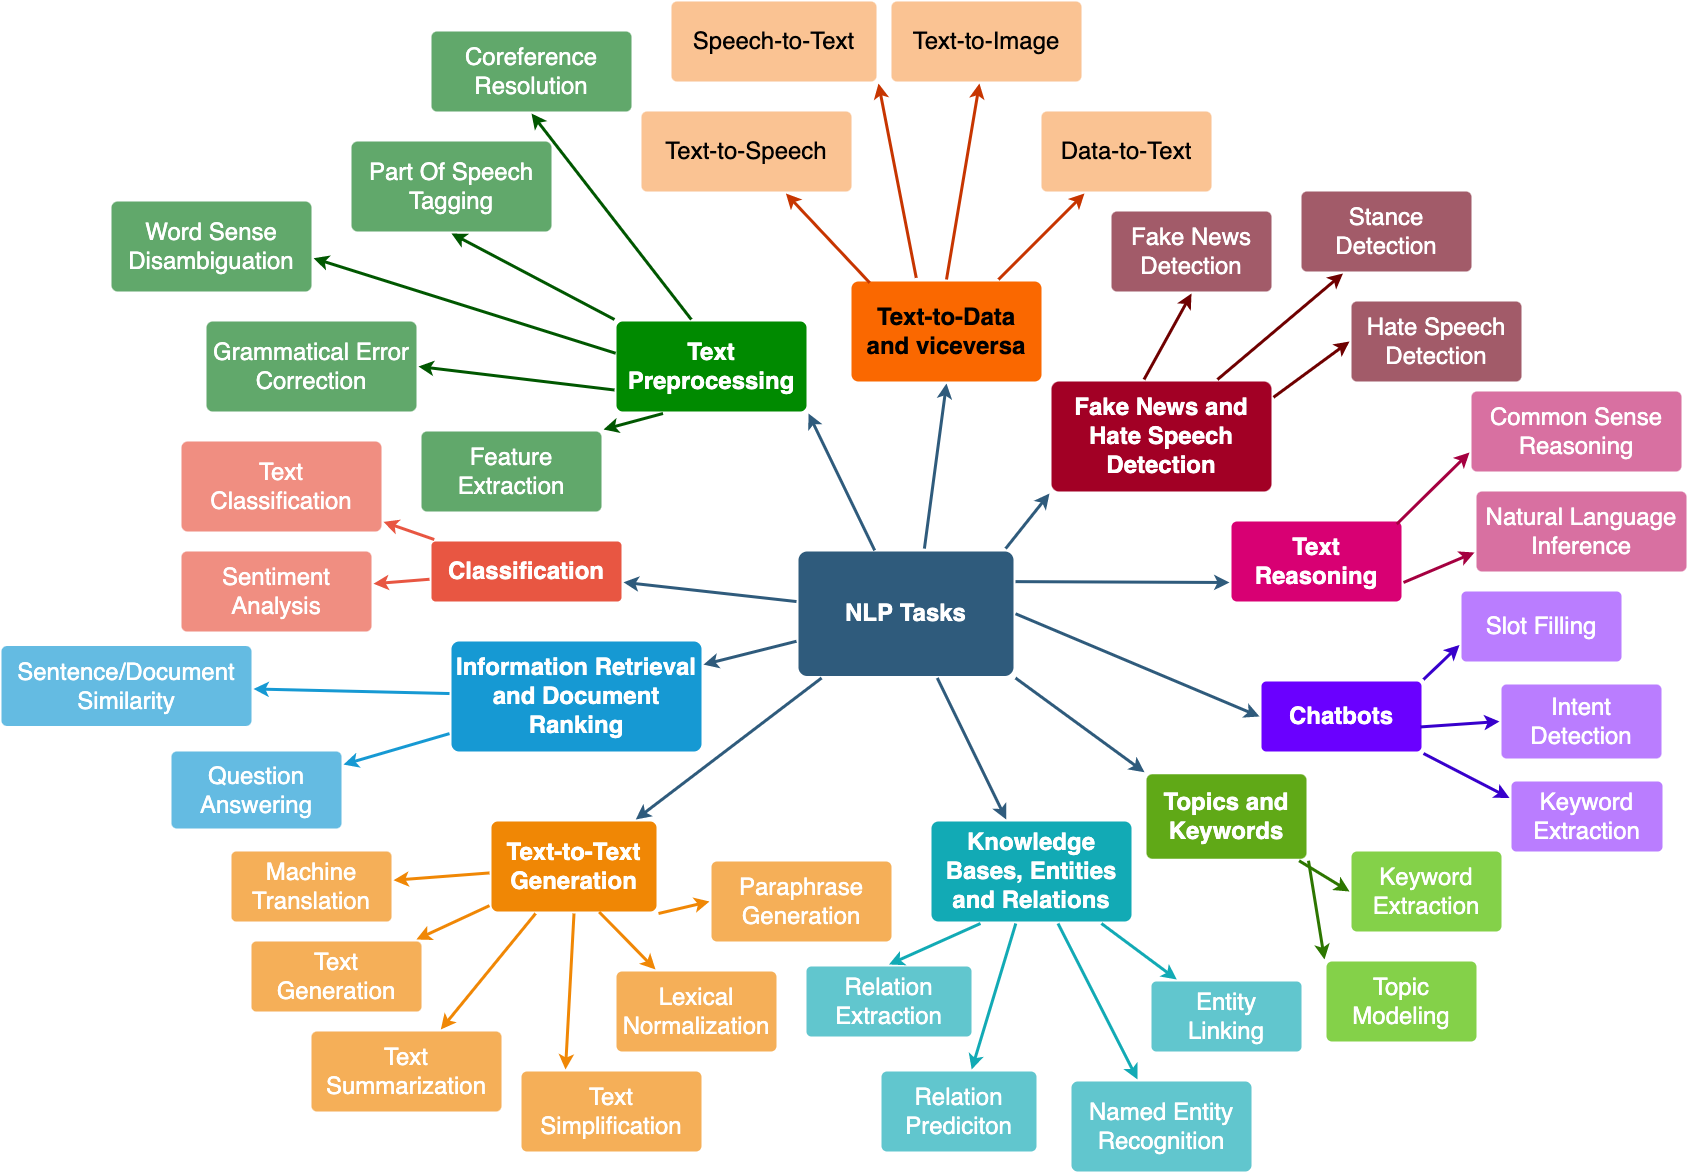 Speech-to-Text
Text-to-Image
Coreference
Resolution
Text-to-Speech
Data-to-Text
Part Of Speech
Tagging
Word Sense
Disambiguation
Stance
Detection
Fake News
Detection
Text-to-Data
and viceversa
Hate Speech
Detection
Grammatical Error
Correction
Text
Preprocessing
Fake News and
Hate Speech
Detection
Common Sense
Reasoning
Feature
Extraction
Text
Classification
Natural Language
Inference
Text
Reasoning
Classification
Sentiment
Analysis
NLP Tasks
Slot Filling
Information Retrieval
and Document
Ranking
Sentence/Document
Similarity
Chatbots
Intent
Detection
Question
Answering
Topics and
Keywords
Keyword
Extraction
Text-to-Text
Generation
Knowledge
Bases, Entities
and Relations
Machine
Translation
Paraphrase
Generation
Keyword
Extraction
Text
Generation
Lexical
Normalization
Relation
Extraction
Entity
Linking
Topic
Modeling
Text
Summarization
Text
Simplification
Relation
Prediciton
Named Entity
Recognition